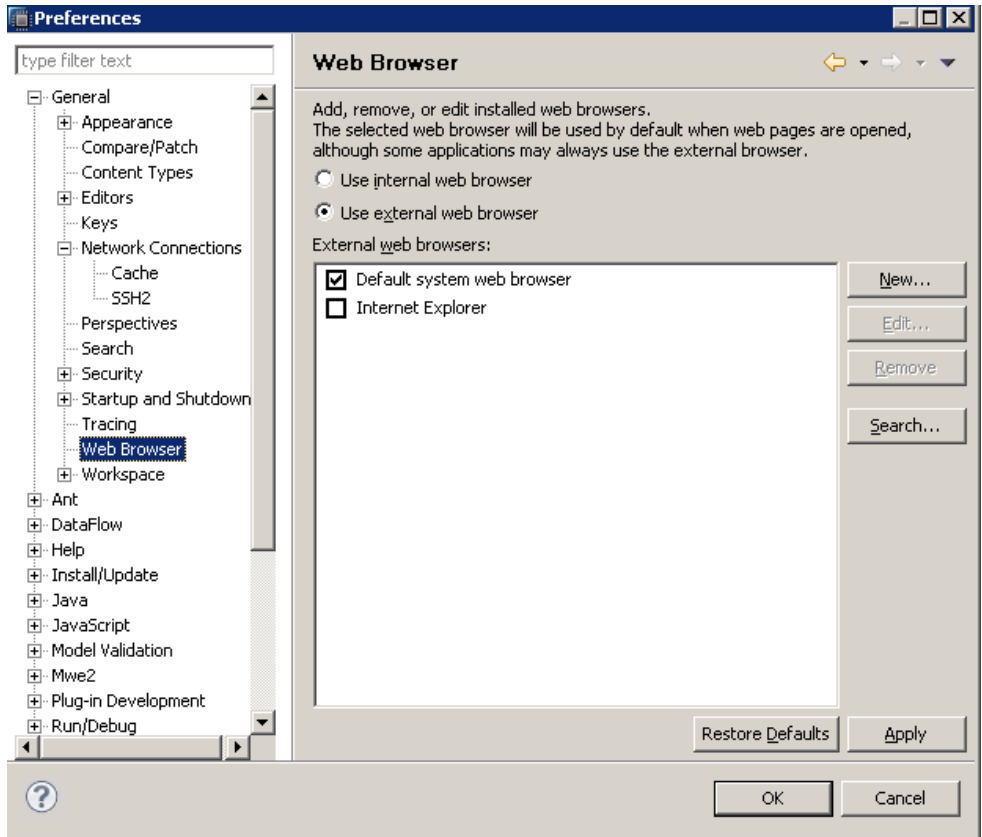 Preferences
type filter text
General
Appearance
Compare/Patch
Content Types
Editors
Keys
Network Connections
Cache
SSH2
Perspectives
Search
Security
Startup and Shutdown
Tracing
Web Browser
Workspace
Ant
DataFlow
Help
Install/Update
Java
JavaScript
Model Validation
Mwe2
Plug-in Development
Run/Debug
Web Browser
Add, remove, or edit installed web browsers.
The selected web browser will be used by default when web pages are opened,
although some applications may always use the external browser.
Use internal web browser
Use external web browser
External web browsers:
Default system web browser
Internet Explorer
New...
Edit...
Remove
Search...
Restore Defaults
Apply
?
OK
Cancel